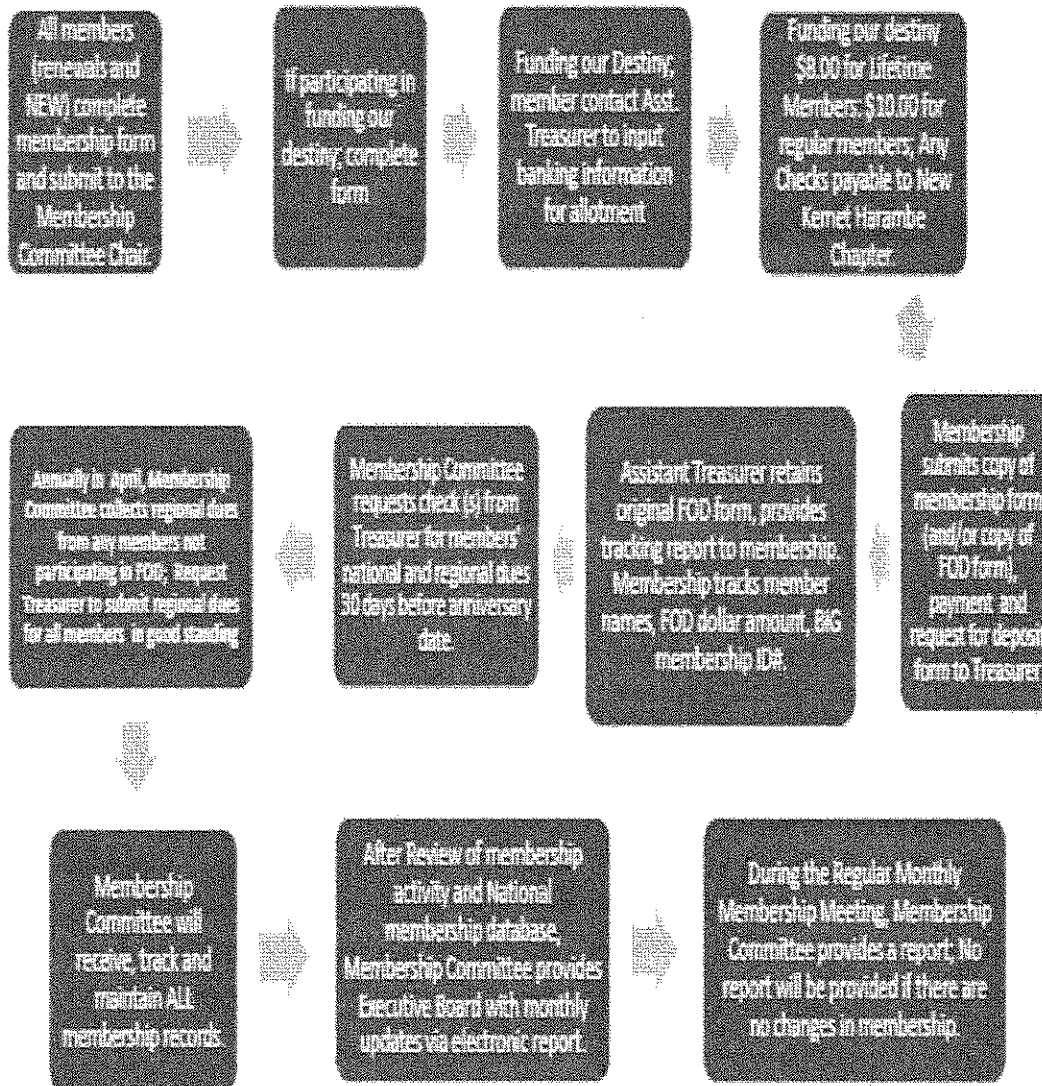 All members
(renewals and
NEW) complete
membership form
and submit to the
Membership
Committee Chair.
If participating in
funding our
destiny, complete
form
Funding our Destiny,
member contact Asst.
Treasurer to input
banking information
for allotment
Funding our destiny
$8.00 for Lifetime
Members. $10.00 for
regular members; Any
Checks payable to New
Kemet Harambe
Chapter
Membership
submits copy of
membership form
(and/or copy of
FOD form),
payment and
request for deposit
form to Treasurer
Assistant Treasurer retains
original FOD form, provides
tracking report to membership.
Membership tracks member
names, FOD dollar amount, BIG
membership ID#.
Membership Committee
requests check (s) from
Treasurer for members'
national and regional dues
30 days before anniversary
date.
Annually in April, Membership
Committee collects regional dues
from any members not
participating in FOD; Request
Treasurer to submit regional dues
for all members in good standing
Membership
Committee will
receive, track and
maintain ALL
membership records.
After Review of membership
activity and National
membership database,
Membership Committee provides
Executive Board with monthly
updates via electronic report.
During the Regular Monthly
Membership Meeting, Membership
Committee provides a report; No
report will be provided if there are
no changes in membership.